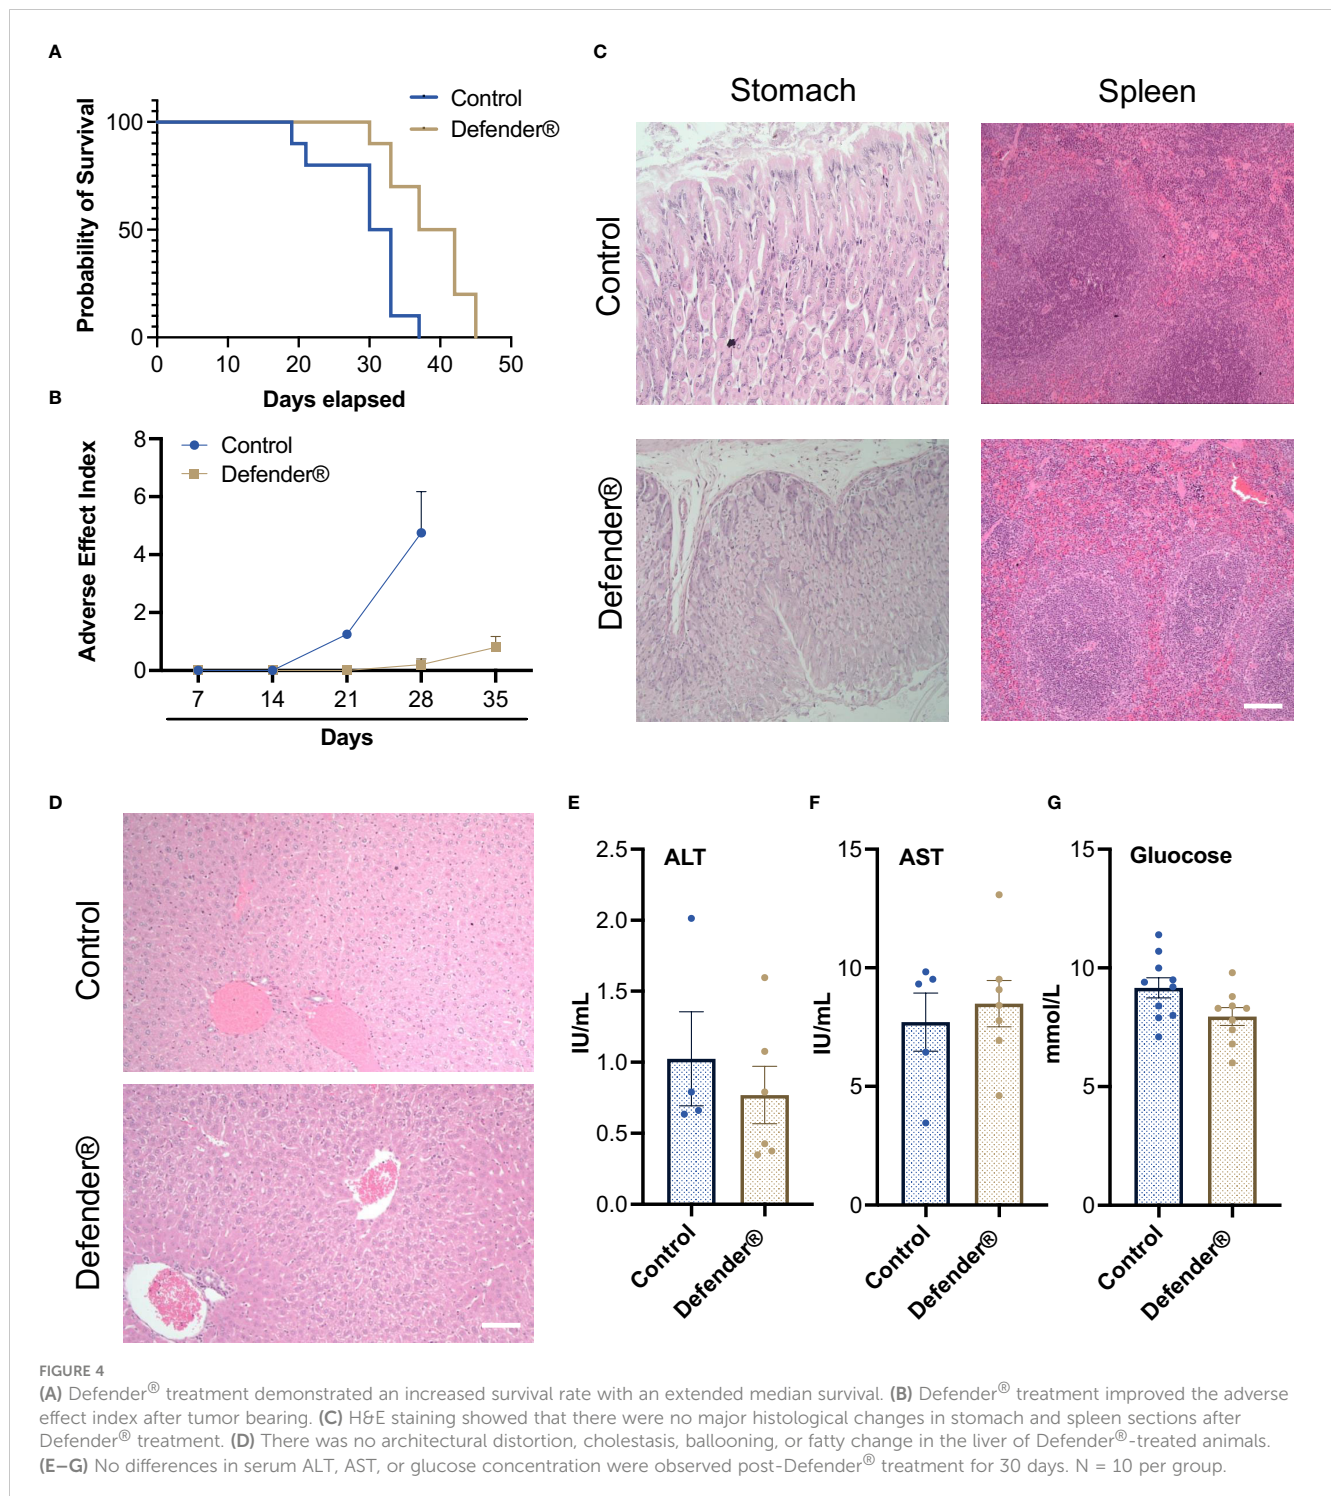 A
Control
Defender®
Probability of Survival
100
50
0
0 10 20 30 40 50
Days elapsed
B
Control
Defender®
Adverse Effect Index
8
6
4
2
0
7 14 21 28 35
Days
C
Stomach Spleen
Control
Defender®
D
Control
Defender®
E
ALT
IU/mL
2.5
2.0
1.5
1.0
0.5
0.0
Control
Defender®
F
AST
IU/mL
15
10
5
0
Control
Defender®
G
Gluocose
mmol/L
15
10
5
0
Control
Defender®
FIGURE 4
(A) Defender® treatment demonstrated an increased survival rate with an extended median survival. (B) Defender® treatment improved the adverse
effect index after tumor bearing. (C) H&E staining showed that there were no major histological changes in stomach and spleen sections after
Defender® treatment. (D) There was no architectural distortion, cholestasis, ballooning, or fatty change in the liver of Defender®-treated animals.
(E–G) No differences in serum ALT, AST, or glucose concentration were observed post-Defender® treatment for 30 days. N = 10 per group.